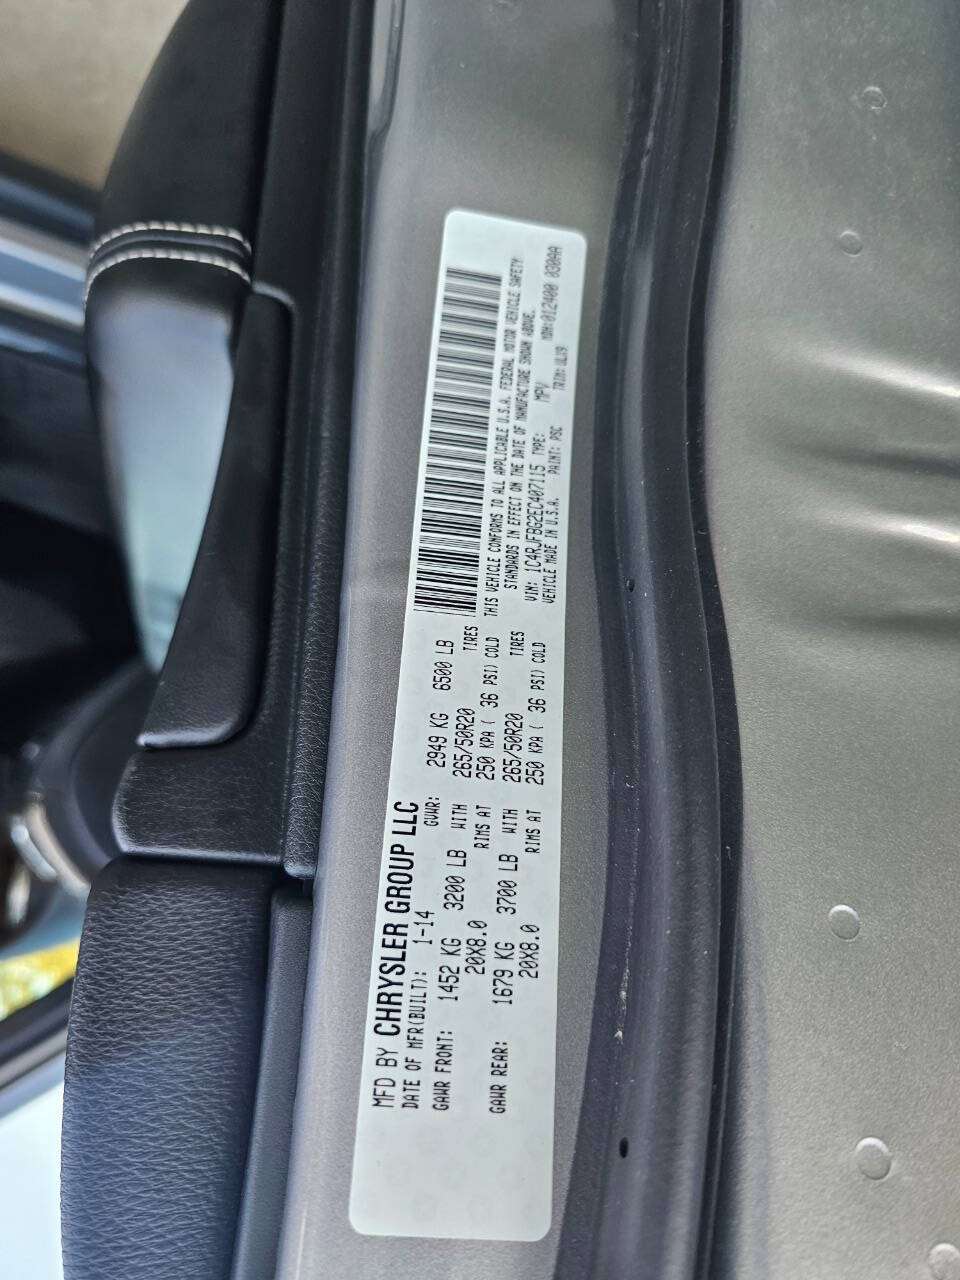 MFD BY CHRYSLER GROUP LLC
DATE OF MFR(BUILT): 1-14 GVWR: 2949 KG 6500 LB
GAWR FRONT: 1452 KG 3200 LB WITH 265/50R20 TIRES
20X8.0 RIMS AT 250 KPA ( 36 PSI) COLD
GAWR REAR: 1679 KG 3700 LB WITH 265/50R20 TIRES
20X8.0 RIMS AT 250 KPA ( 36 PSI) COLD
THIS VEHICLE CONFORMS TO ALL APPLICABLE U.S.A. FEDERAL MOTOR VEHICLE SAFETY
STANDARDS IN EFFECT ON THE DATE OF MANUFACTURE SHOWN ABOVE.
VIN: 1C4RJFBG2EC407115 TYPE: MPV MDH:012400 030AA
VEHICLE MADE IN U.S.A. PAINT: PSC TRIM: ULX9